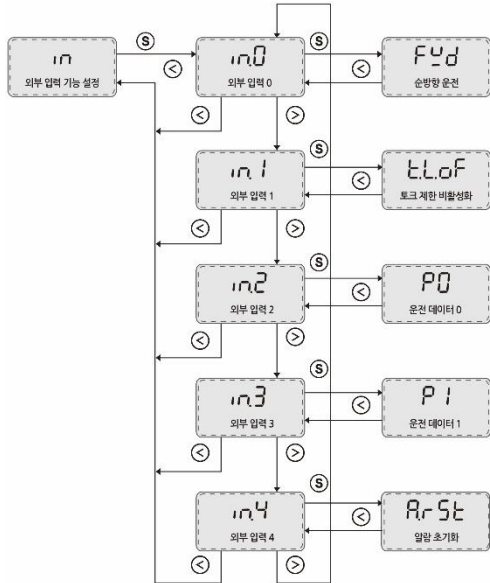 in
외부 입력 기능 설정
S
<
in.0
외부 입력 0
S
<
Fyd
순방향 운전
<
>
in.1
외부 입력 1
S
<
t.L.oF
토크 제한 비활성화
<
>
in.2
외부 입력 2
S
<
P0
운전 데이터 0
<
>
in.3
외부 입력 3
S
<
P1
운전 데이터 1
<
>
in.4
외부 입력 4
S
<
A.rSt
알람 초기화
<
>